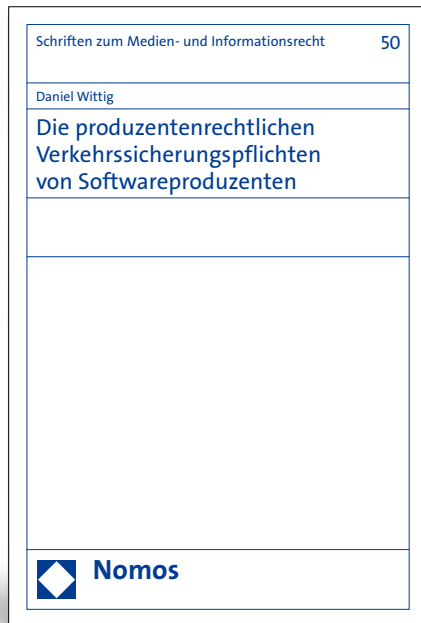 Schriften zum Medien- und Informationsrecht 50
Daniel Wittig
Die produzentenrechtlichen
Verkehrssicherungspflichten
von Softwareproduzenten
Nomos